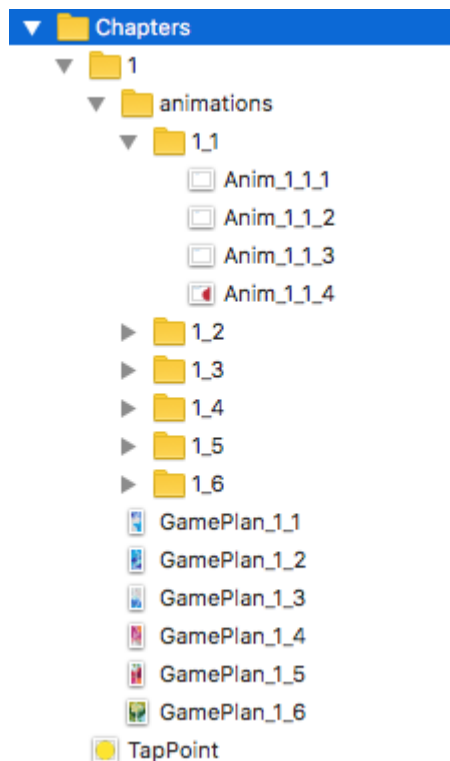 Chapters
1
animations
1_1
Anim_1_1_1
Anim_1_1_2
Anim_1_1_3
Anim_1_1_4
1_2
1_3
1_4
1_5
1_6
GamePlan_1_1
GamePlan_1_2
GamePlan_1_3
GamePlan_1_4
GamePlan_1_5
GamePlan_1_6
TapPoint